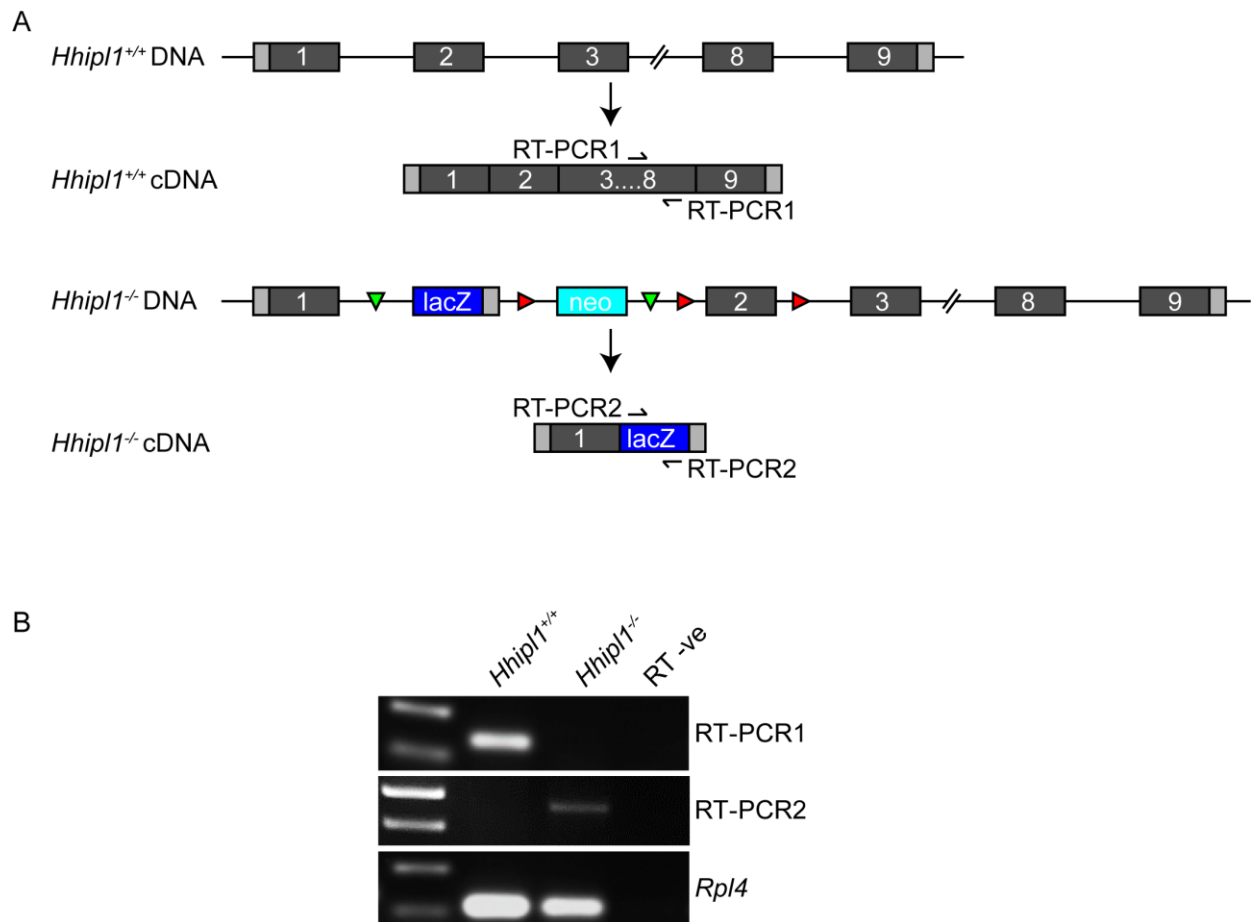 A
Hhipl1+/+ DNA
1 2 3 8 9
RT-PCR1
Hhipl1+/+ cDNA
1 2 3....8 9
RT-PCR1
Hhipl1-/- DNA
1 lacZ neo 2 3 8 9
RT-PCR2
Hhipl1-/- cDNA
1 lacZ
RT-PCR2
B
Hhipl1+/+ Hhipl1-/- RT -ve
RT-PCR1
RT-PCR2
Rpl4